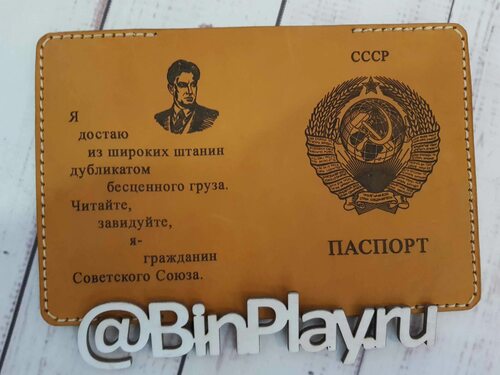 Я
достаю
из широких штанин
дубликатом
бесценного груза.
Читайте,
завидуйте,
я-
гражданин
Советского Союза.
СССР
ПАСПОРТ
@BinPlay.ru